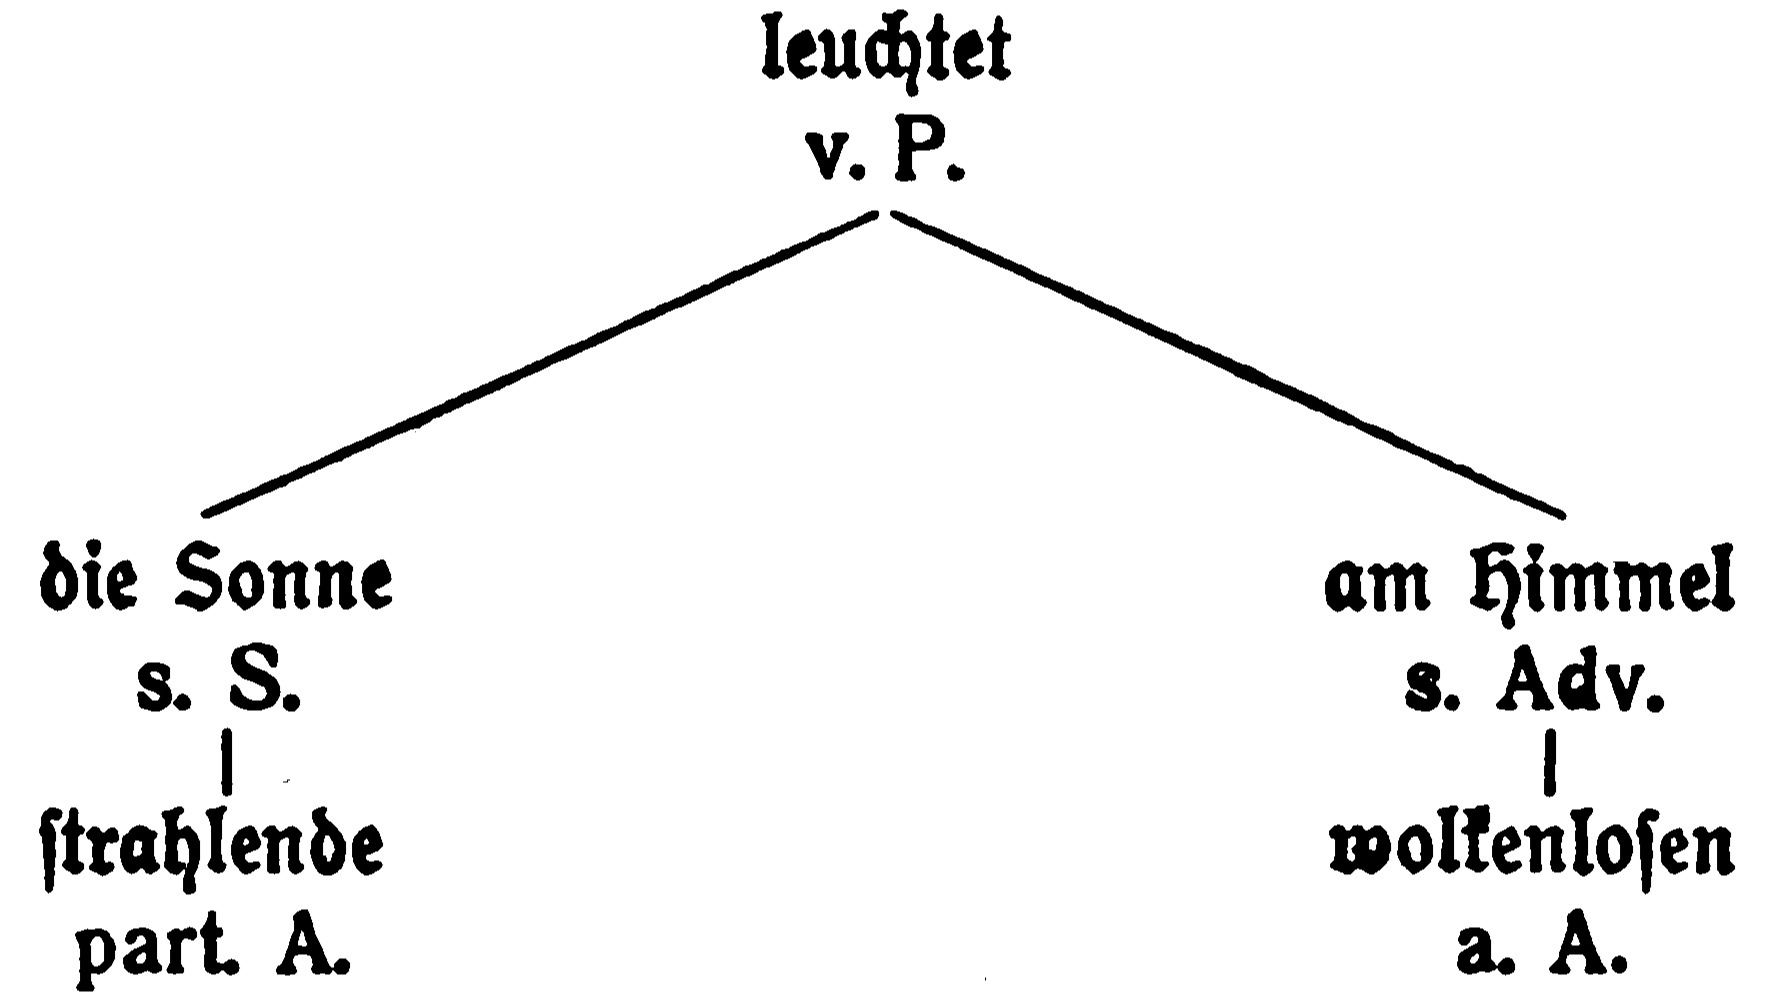 leuchtet
v. P.
die Sonne
s. S.
am Himmel
s. Adv.
ſtrahlende
part. A.
wolkenloſen
a. A.